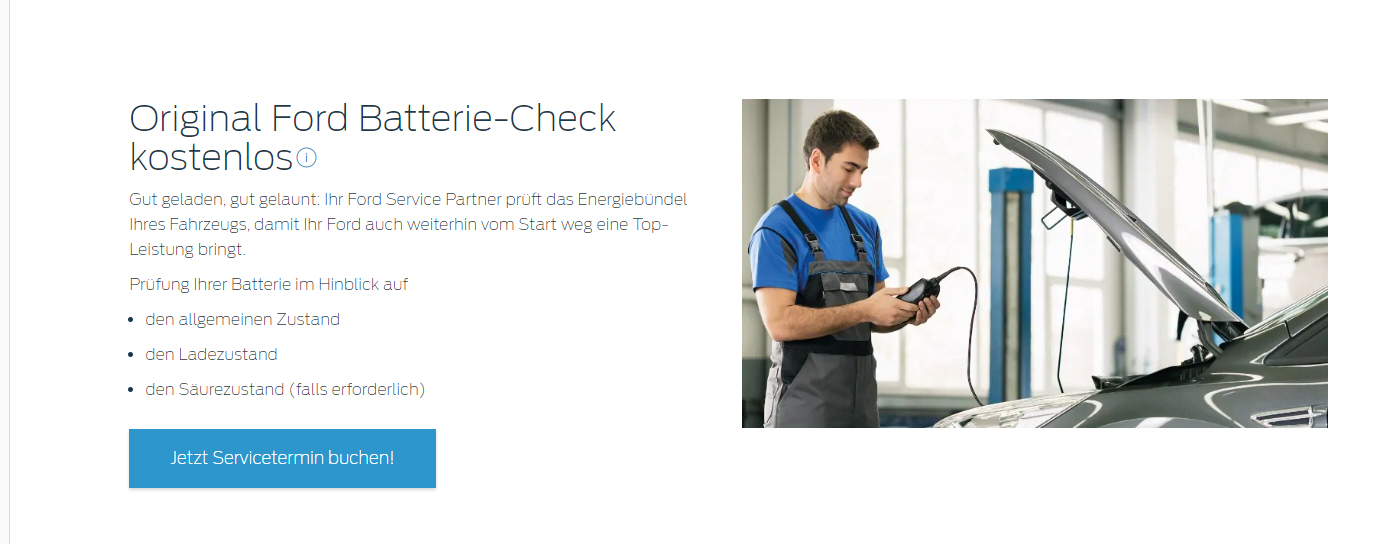 Original Ford Batterie-Check
kostenlos
Gut geladen, gut gelaunt: Ihr Ford Service Partner prüft das Energiebündel
Ihres Fahrzeugs, damit Ihr Ford auch weiterhin vom Start weg eine Top-
Leistung bringt.
Prüfung Ihrer Batterie im Hinblick auf
den allgemeinen Zustand
den Ladezustand
den Säurezustand (falls erforderlich)
Jetzt Servicetermin buchen!